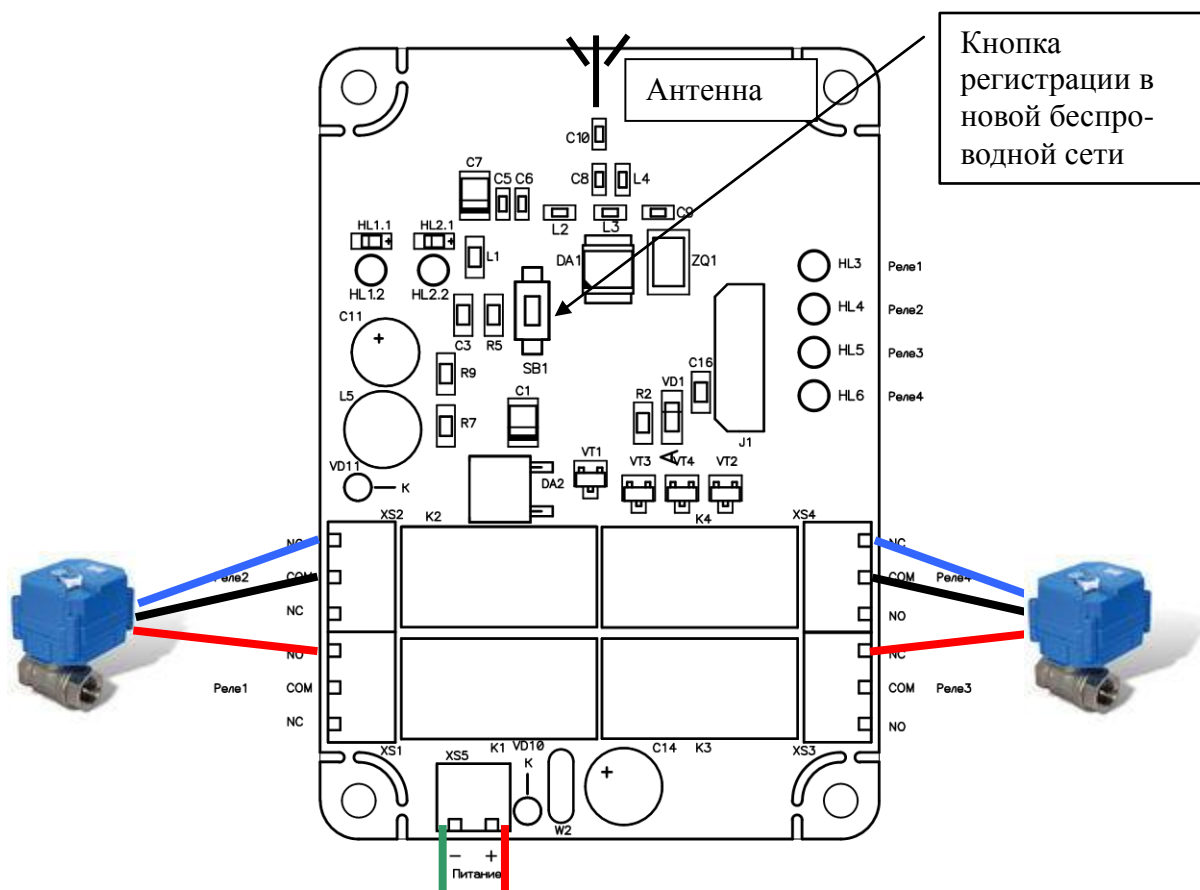 Кнопка
регистрации в
новой беспро-
водной сети
Антенна
C10
C7
C5 C6
C8
L4
L2
L3
C9
HL1.1
HL2.1
L1
DA1
ZQ1
HL3 Реле1
HL1.2
HL2.2
HL4 Реле2
C11
C3
R5
SB1
HL5 Реле3
R9
C16
VD1
HL6 Реле4
L5
C1
R2
R7
J1
VT1
VT3
VT4
VT2
A
VD11
K
DA2
XS2
K2
K4
XS4
NC
Реле2 COM
COM Реле4
NC
NO
NO
NC
Реле1
COM
COM Реле3
NC
NO
XS1
K1
VD10
C14
K3
XS3
XS5
K
+
W2
− +
Питание